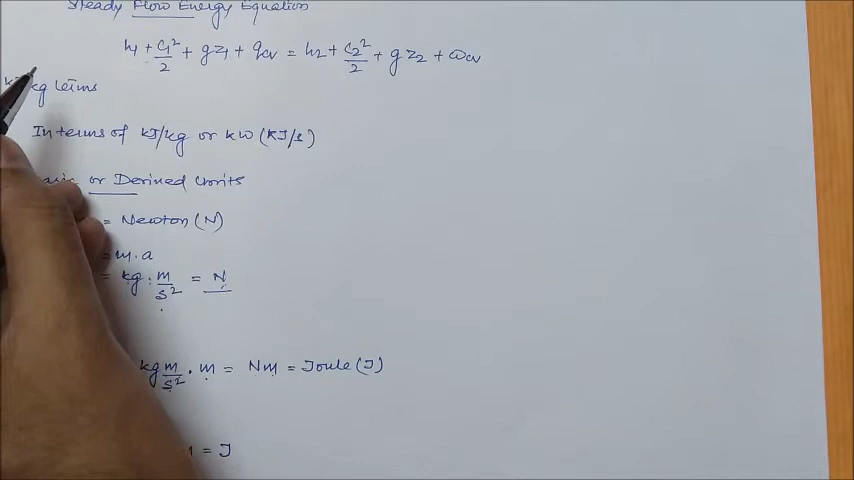 Steady Flow Energy Equation
h1 + C1²/2 + gZ1 + qcv = h2 + C2²/2 + gZ2 + ωcv
kg terms
In terms of kJ/kg or kW (kJ/s)
or Derived Units
= Newton (N)
= m.a
= kg . m/s² = N
kg m/s² . m = Nm = Joule (J)
= J